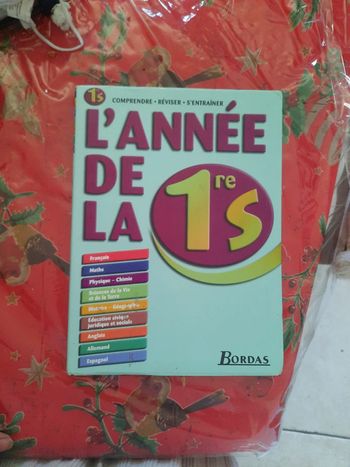 1s COMPRENDRE • RÉVISER • S'ENTRAÎNER
L'ANNÉE
DE
LA
1re S
Français
Maths
Physique - Chimie
Sciences de la Vie
et de la Terre
Histoire - Géographie
Éducation civique
juridique et sociale
Anglais
Allemand
Espagnol
BORDAS